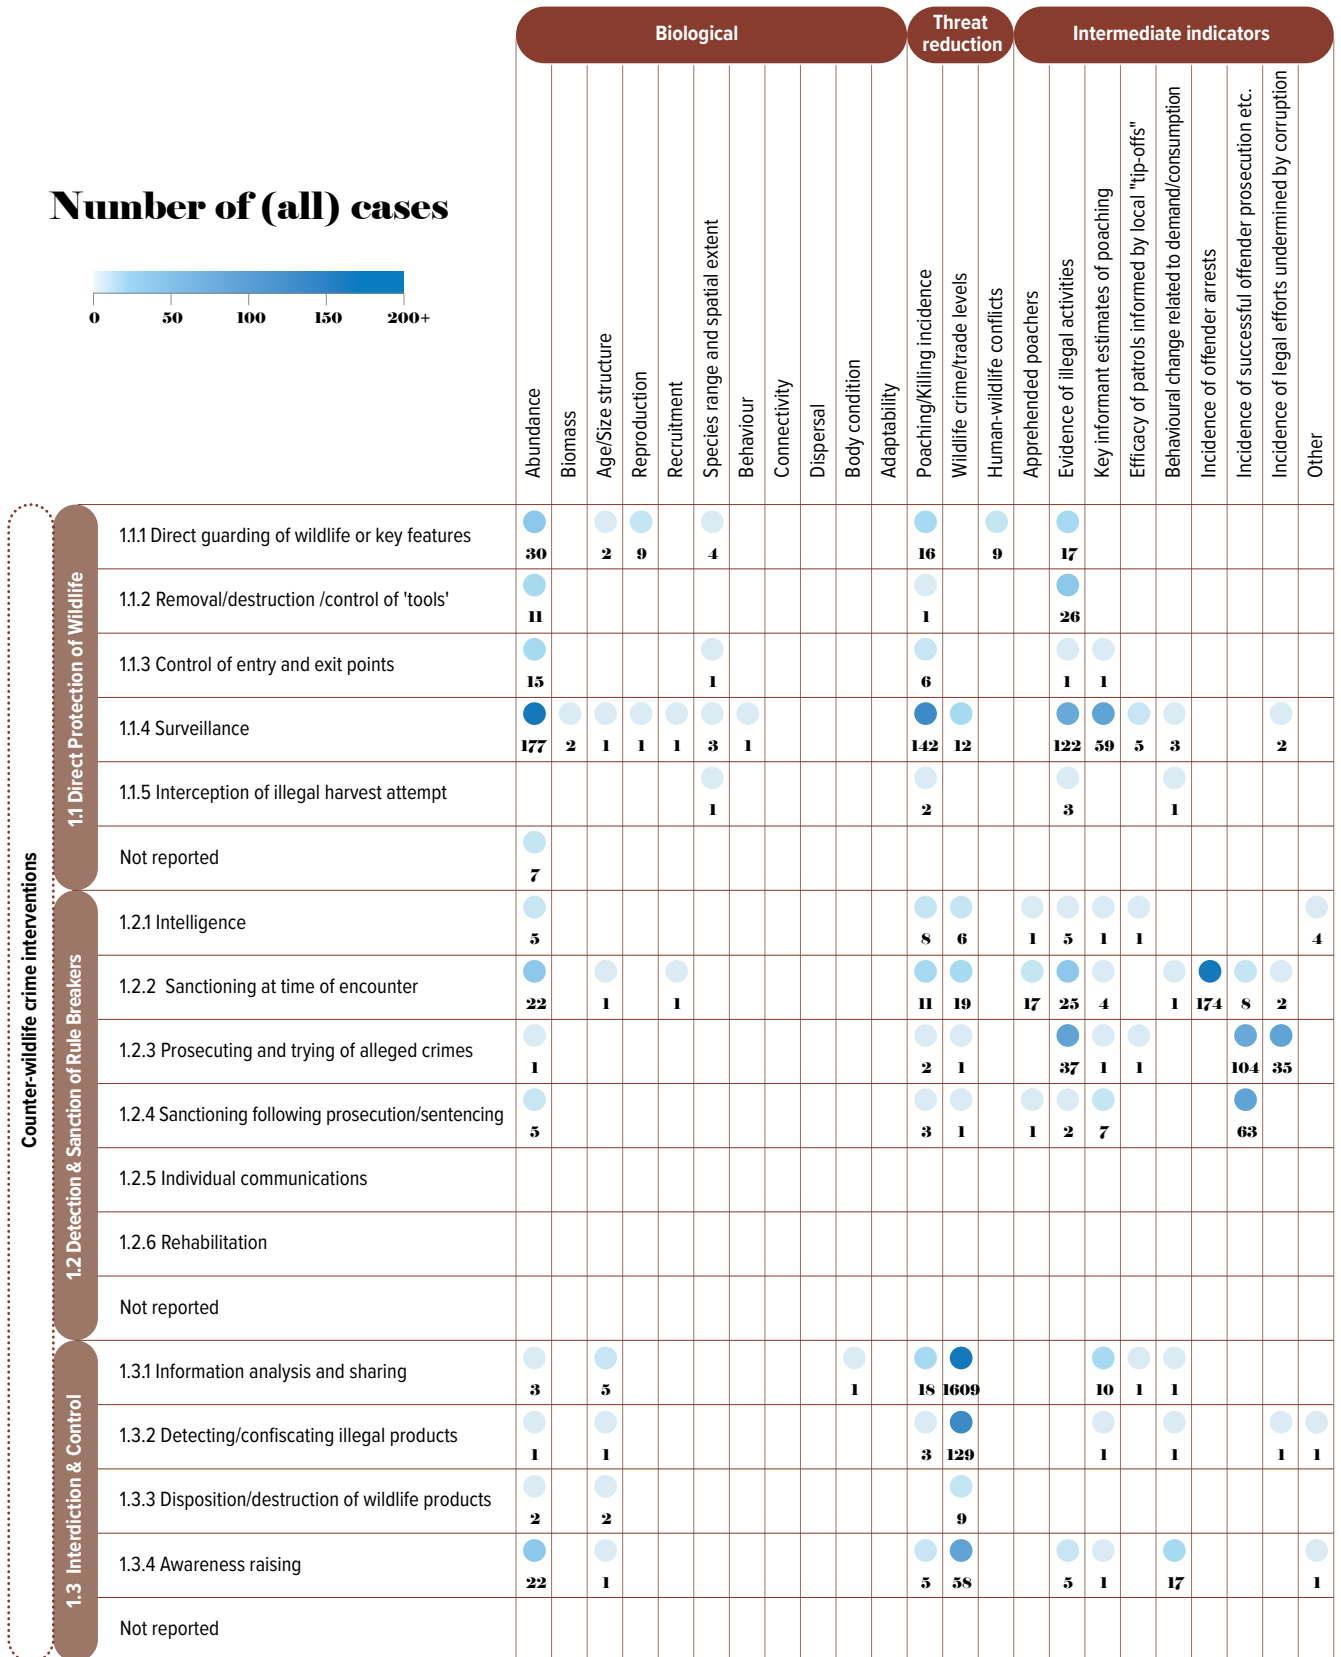 Biological
Threat
reduction
Intermediate indicators
Number of (all) cases
0 50 100 150 200+
Abundance
Biomass
Age/Size structure
Reproduction
Recruitment
Species range and spatial extent
Behaviour
Connectivity
Dispersal
Body condition
Adaptability
Poaching/Killing incidence
Wildlife crime/trade levels
Human-wildlife conflicts
Apprehended poachers
Evidence of illegal activities
Key informant estimates of poaching
Efficacy of patrols informed by local "tip-offs"
Behavioural change related to demand/consumption
Incidence of offender arrests
Incidence of successful offender prosecution etc.
Incidence of legal efforts undermined by corruption
Other
Counter-wildlife crime interventions
1.1 Direct Protection of Wildlife
1.1.1 Direct guarding of wildlife or key features
30 2 9 4 16 9 17
1.1.2 Removal/destruction /control of 'tools'
11 1 26
1.1.3 Control of entry and exit points
15 1 6 1 1
1.1.4 Surveillance
177 2 1 1 1 3 1 142 12 122 59 5 3 2
1.1.5 Interception of illegal harvest attempt
1 2 3 1
Not reported
7
1.2 Detection & Sanction of Rule Breakers
1.2.1 Intelligence
5 8 6 1 5 1 1 4
1.2.2 Sanctioning at time of encounter
22 1 1 11 19 17 25 4 1 174 8 2
1.2.3 Prosecuting and trying of alleged crimes
1 2 1 37 1 1 104 35
1.2.4 Sanctioning following prosecution/sentencing
5 3 1 1 2 7 63
1.2.5 Individual communications
1.2.6 Rehabilitation
Not reported
1.3 Interdiction & Control
1.3.1 Information analysis and sharing
3 5 1 18 1609 10 1 1
1.3.2 Detecting/confiscating illegal products
1 1 3 129 1 1 1 1
1.3.3 Disposition/destruction of wildlife products
2 2 9
1.3.4 Awareness raising
22 1 5 58 5 1 17 1
Not reported